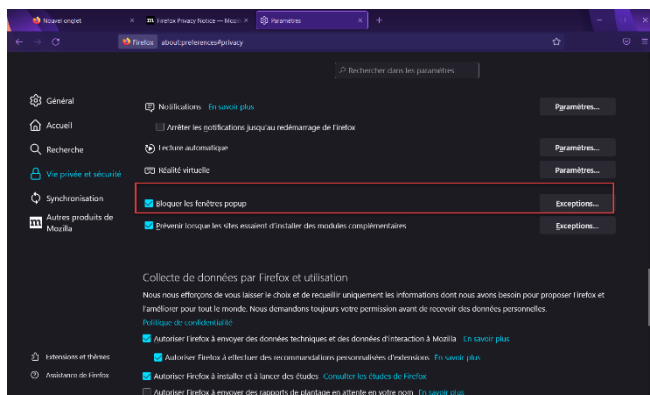 Nouvel onglet
Firefox Privacy Notice — Mozil
Paramètres
Firefox about:preferences#privacy
Rechercher dans les paramètres
Général
Notifications En savoir plus
Paramètres...
Accueil
Arrêter les notifications jusqu'au redémarrage de Firefox
Recherche
Lecture automatique
Paramètres...
Vie privée et sécurité
Réalité virtuelle
Paramètres...
Synchronisation
Bloquer les fenêtres popup
Exceptions...
Autres produits de
Mozilla
Prévenir lorsque les sites essaient d'installer des modules complémentaires
Exceptions...
Collecte de données par Firefox et utilisation
Nous nous efforçons de vous laisser le choix et de recueillir uniquement les informations dont nous avons besoin pour proposer Firefox et
l'améliorer pour tout le monde. Nous demandons toujours votre permission avant de recevoir des données personnelles.
Politique de confidentialité
Autoriser Firefox à envoyer des données techniques et des données d'interaction à Mozilla En savoir plus
Extensions et thèmes
Autoriser Firefox à effectuer des recommandations personnalisées d'extensions En savoir plus
Assistance de Firefox
Autoriser Firefox à installer et à lancer des études Consulter les études de Firefox
Autoriser Firefox à envoyer des rapports de plantage en attente en votre nom En savoir plus